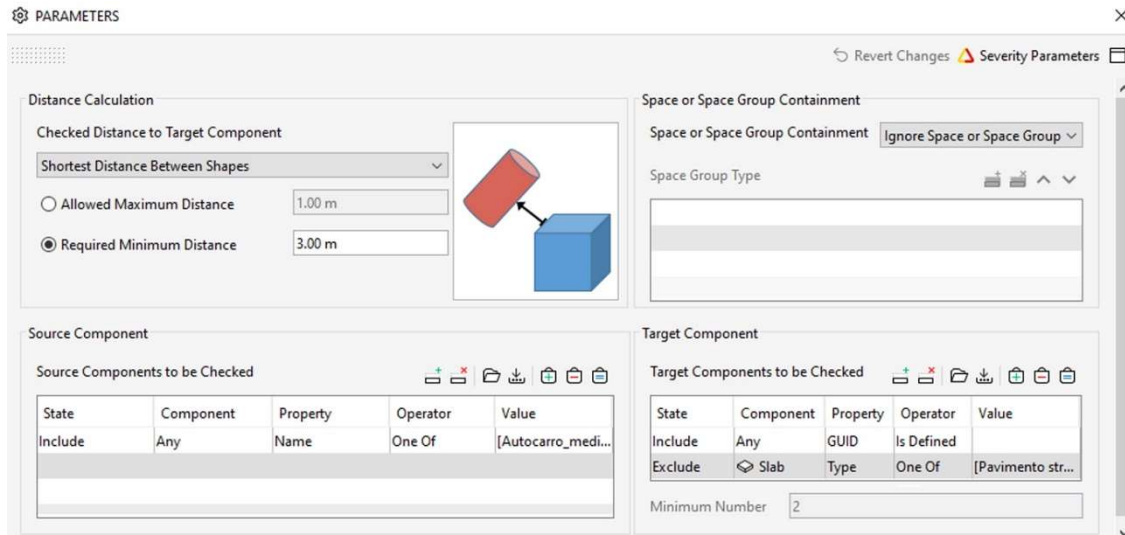 PARAMETERS
Revert Changes Severity Parameters
Distance Calculation
Checked Distance to Target Component
Shortest Distance Between Shapes
Allowed Maximum Distance 1.00 m
Required Minimum Distance 3.00 m
Space or Space Group Containment
Space or Space Group Containment Ignore Space or Space Group
Space Group Type
Source Component
Source Components to be Checked
State Component Property Operator Value
Include Any Name One Of [Autocarro_medi...
Target Component
Target Components to be Checked
State Component Property Operator Value
Include Any GUID Is Defined
Exclude Slab Type One Of [Pavimento str...
Minimum Number 2